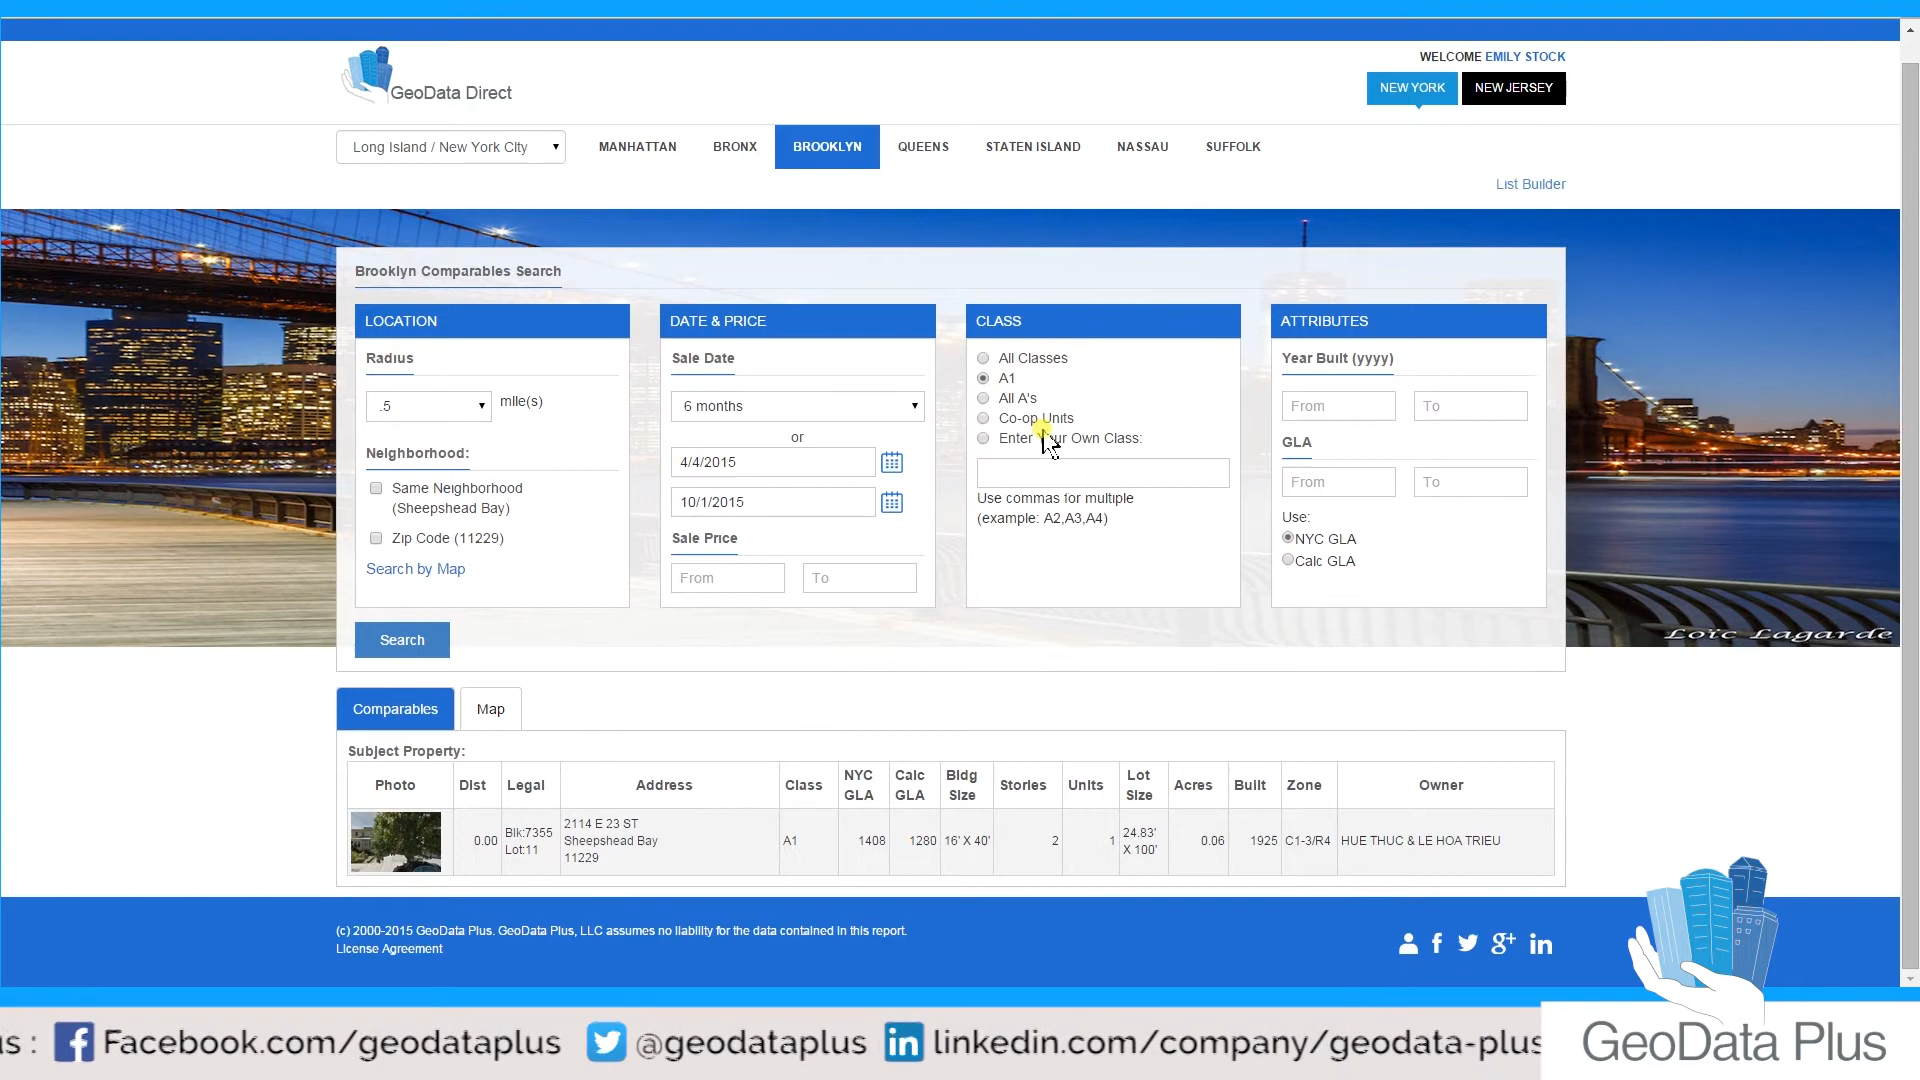 WELCOME EMILY STOCK
GeoData Direct
NEW YORK
NEW JERSEY
Long Island / New York City
MANHATTAN
BRONX
BROOKLYN
QUEENS
STATEN ISLAND
NASSAU
SUFFOLK
List Builder
Brooklyn Comparables Search
LOCATION
Radius
.5
mile(s)
Neighborhood:
Same Neighborhood
(Sheepshead Bay)
Zip Code (11229)
Search by Map
DATE & PRICE
Sale Date
6 months
or
4/4/2015
10/1/2015
Sale Price
From
To
CLASS
All Classes
A1
All A's
Co-op Units
Enter Your Own Class:
Use commas for multiple
(example: A2,A3,A4)
ATTRIBUTES
Year Built (yyyy)
From
To
GLA
From
To
Use:
NYC GLA
Calc GLA
Search
Loïc Lagarde
Comparables
Map
Subject Property:
Photo
Dist
Legal
Address
Class
NYC GLA
Calc GLA
Bldg Size
Stories
Units
Lot Size
Acres
Built
Zone
Owner
0.00
Blk:7355
Lot:11
2114 E 23 ST
Sheepshead Bay
11229
A1
1408
1280
16' X 40'
2
1
24.83'
X 100'
0.06
1925
C1-3/R4
HUE THUC & LE HOA TRIEU
(c) 2000-2015 GeoData Plus. GeoData Plus, LLC assumes no liability for the data contained in this report.
License Agreement
us :
Facebook.com/geodataplus
@geodataplus
linkedin.com/company/geodata-plus
GeoData Plus